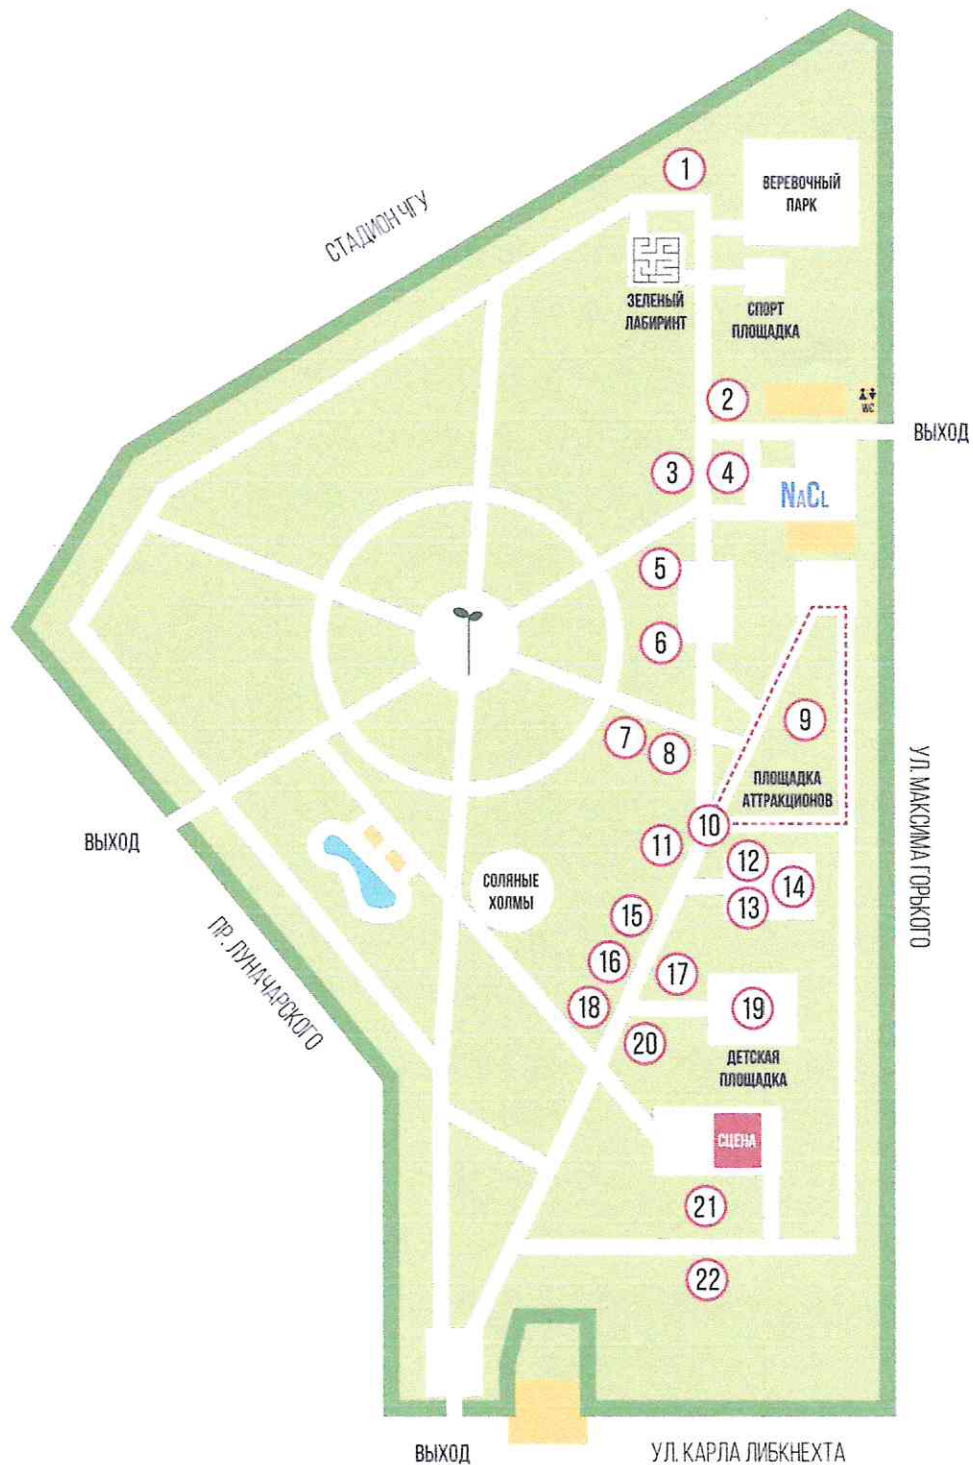 1
ВЕРЕВОЧНЫЙ
ПАРК
СТАДИОН ЧГУ
ЗЕЛЕНЫЙ
ЛАБИРИНТ
СПОРТ
ПЛОЩАДКА
2
WC
ВЫХОД
3
4
NACL
5
6
7
8
9
ПЛОЩАДКА
АТТРАКЦИОНОВ
УЛ. МАКСИМА ГОРЬКОГО
10
ВЫХОД
11
12
13
14
СОЛЯНЫЕ
ХОЛМЫ
15
ПР. ЛУНАЧАРСКОГО
16
17
18
19
20
ДЕТСКАЯ
ПЛОЩАДКА
СЦЕНА
21
22
ВЫХОД
УЛ. КАРЛА ЛИБКНЕХТА